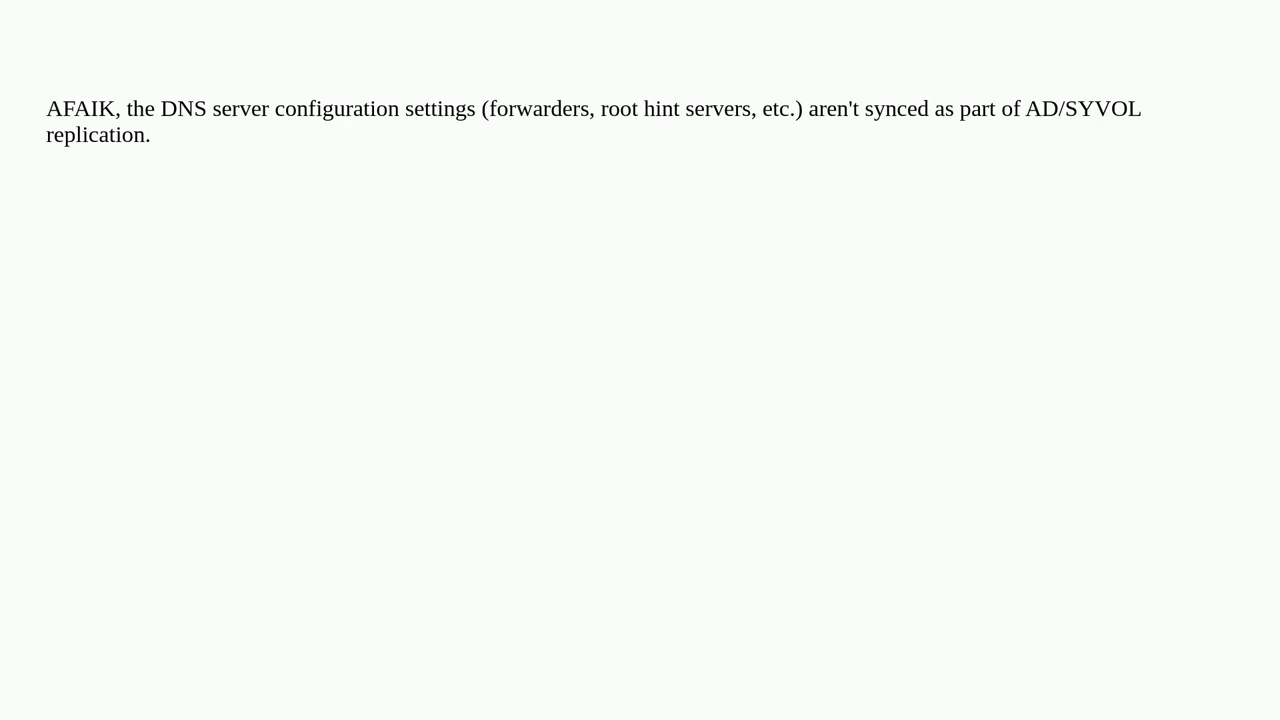 AFAIK, the DNS server configuration settings (forwarders, root hint servers, etc.) aren't synced as part of AD/SYVOL
replication.